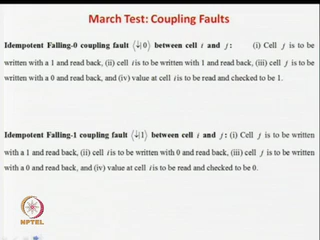 March Test: Coupling Faults
Idempotent Falling-0 coupling fault (↓|0) between cell i and j: (i) Cell j is to be
written with a 1 and read back, (ii) cell i is to be written with 1 and read back, (iii) cell j is to be
written with a 0 and read back, and (iv) value at cell i is to be read and checked to be 1.
Idempotent Falling-1 coupling fault (↓|1) between cell i and j: (i) Cell j is to be written
with a 1 and read back, (ii) cell i is to be written with 0 and read back, (iii) cell j is to be written
with a 0 and read back, and (iv) value at cell i is to be read and checked to be 0.
NPTEL